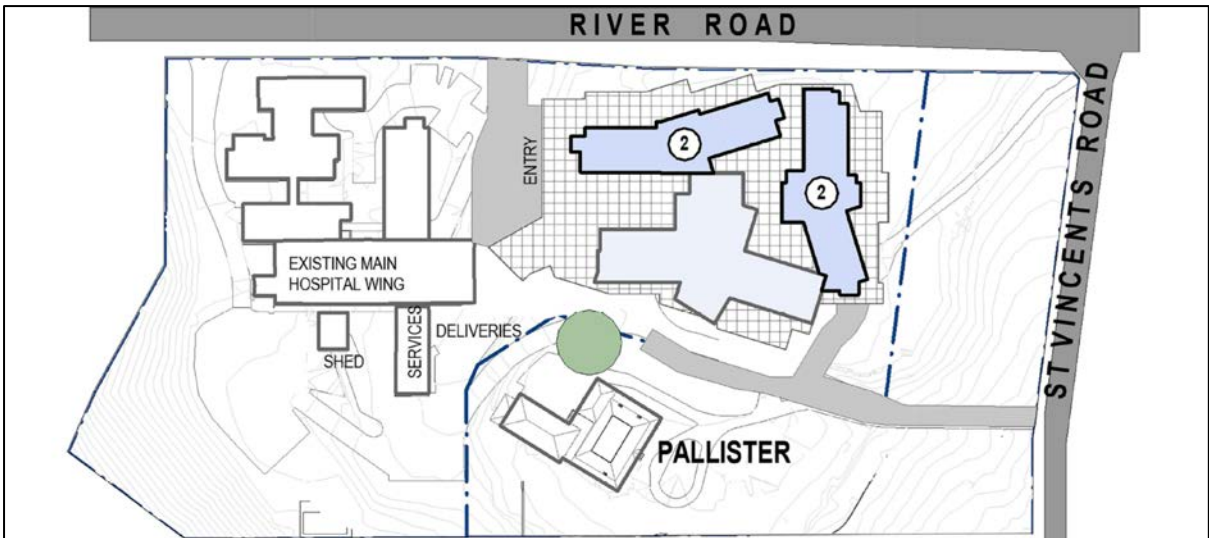 RIVER ROAD
ST VINCENTS ROAD
ENTRY
2
2
EXISTING MAIN
HOSPITAL WING
SHED
SERVICES
DELIVERIES
PALLISTER